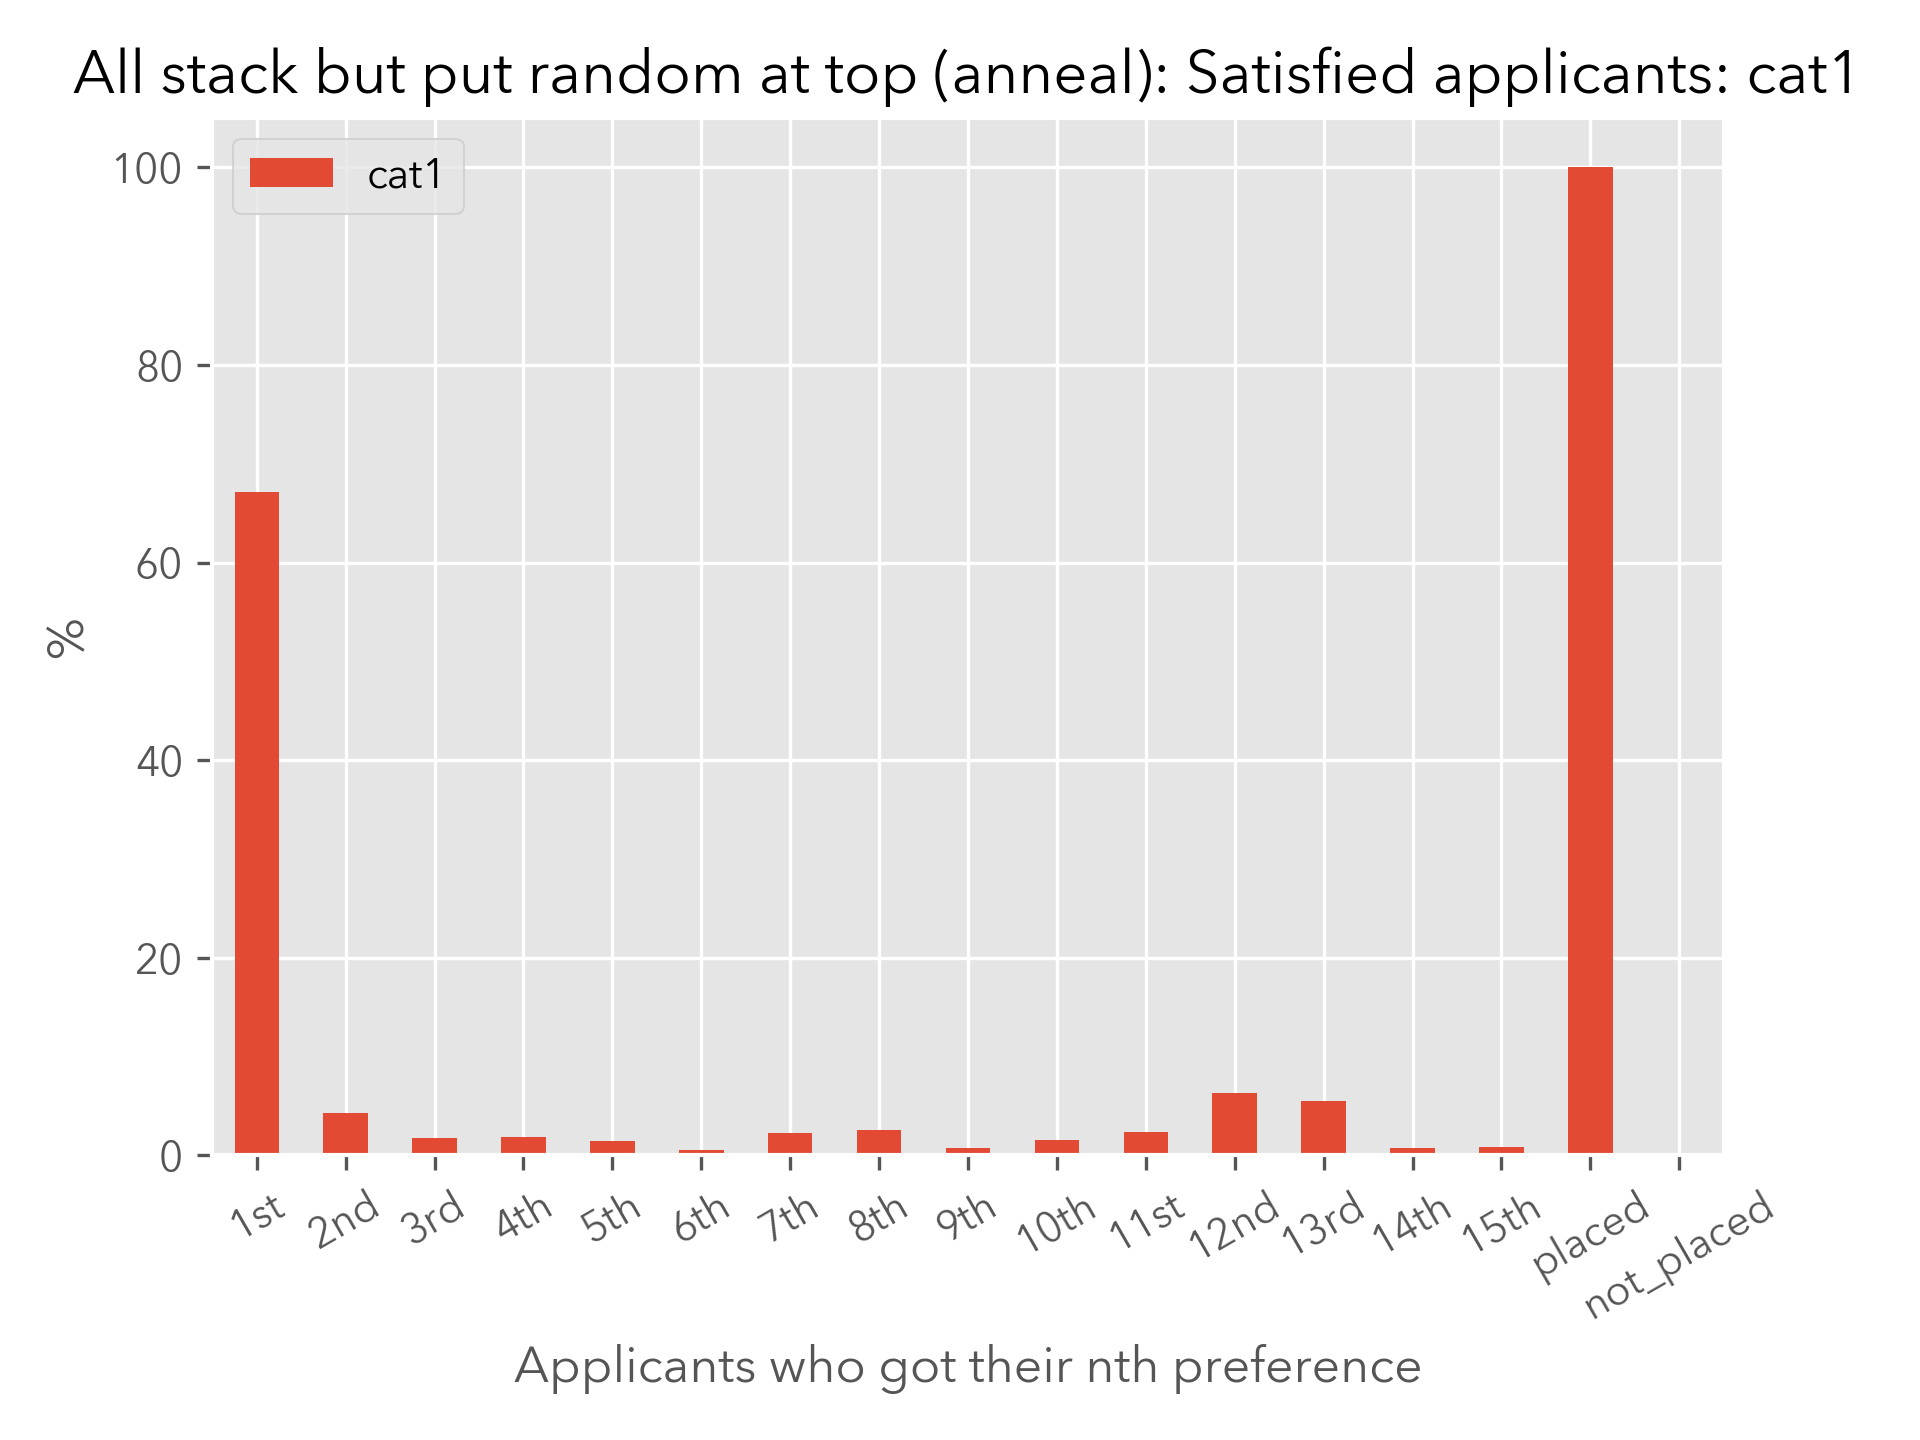 All stack but put random at top (anneal): Satisfied applicants: cat1
cat1
100
80
60
40
20
0
%
1st 2nd 3rd 4th 5th 6th 7th 8th 9th 10th 11st 12nd 13rd 14th 15th placed not_placed
Applicants who got their nth preference